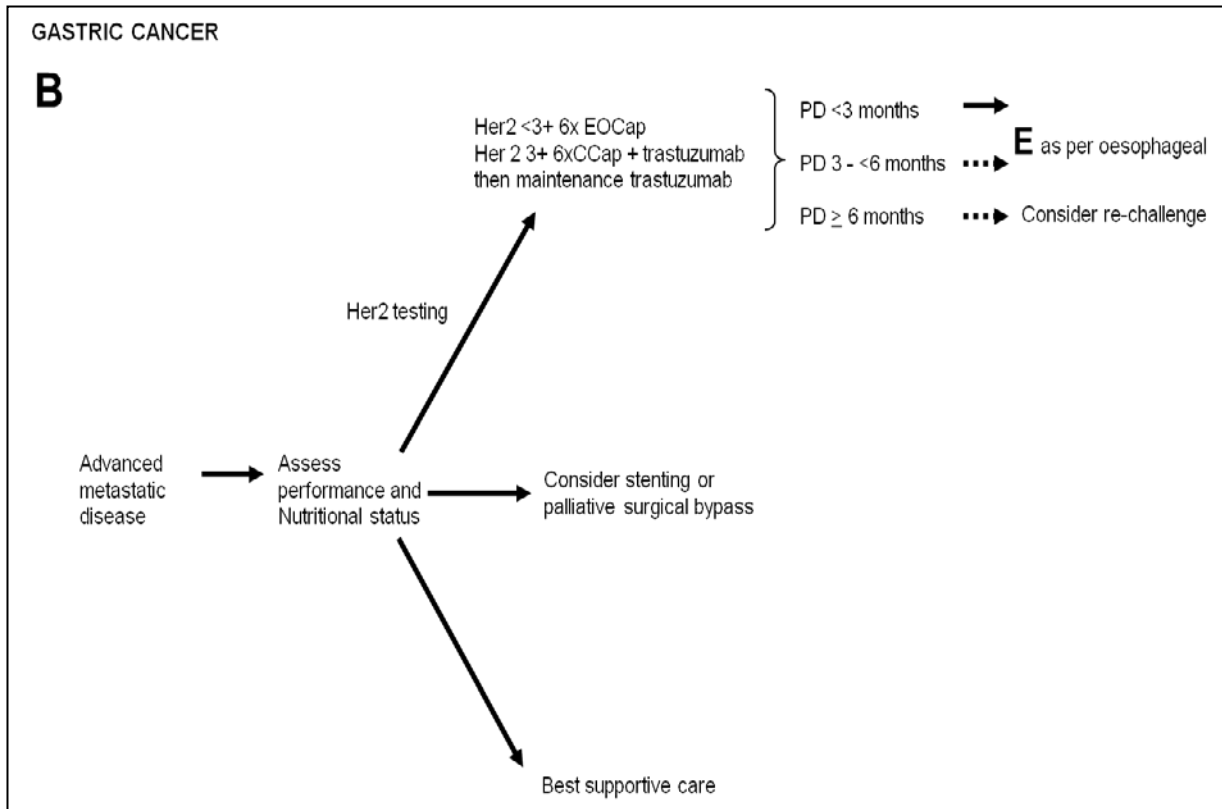 GASTRIC CANCER
B
Her2 <3+ 6x EOCap
Her 2 3+ 6xCCap + trastuzumab
then maintenance trastuzumab
PD <3 months
PD 3 - <6 months
PD ≥ 6 months
E as per oesophageal
Consider re-challenge
Her2 testing
Advanced
metastatic
disease
Assess
performance and
Nutritional status
Consider stenting or
palliative surgical bypass
Best supportive care